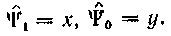 Ψ̂₁ = x, Ψ̂₀ = y.